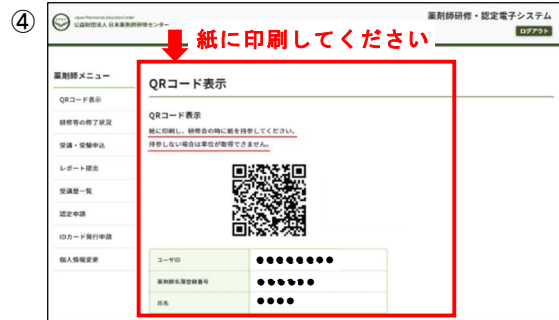 ④
Japan Pharmacists Education Center
公益財団法人 日本薬剤師研修センター
薬剤師研修・認定電子システム
ログアウト
紙に印刷してください
薬剤師メニュー
QRコード表示
研修等の修了状況
受講・受験申込
レポート提出
受講歴一覧
認定申請
IDカード発行申請
個人情報変更
QRコード表示
QRコード表示
紙に印刷し、研修会の時に紙を持参してください。
持参しない場合は単位が取得できません。
ユーザID ●●●●●●●●
薬剤師名簿登録番号 ●●●●●●
氏名 ●●●●